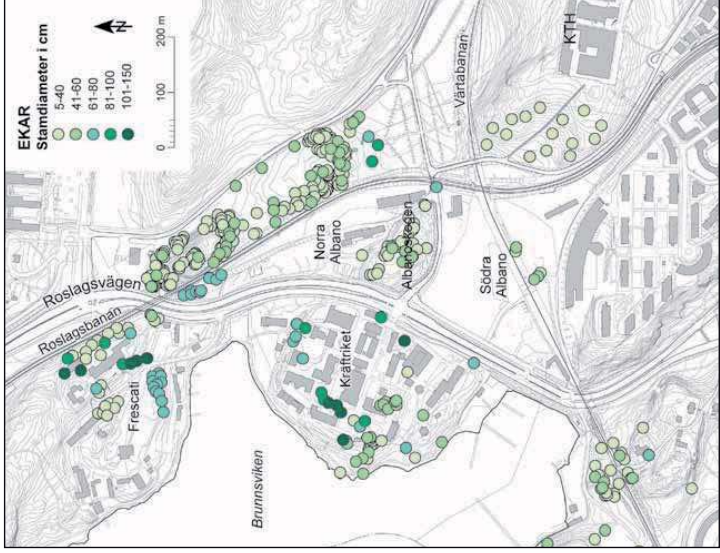 EKAR
Stamdiameter i cm
5-40
41-60
61-80
81-100
101-150
N
0
100
200 m
KTH
Värtabanan
Roslagsvägen
Roslagsbanan
Norra
Albano
Albanoskogen
Södra
Albano
Frescati
Kräftriket
Brunnsviken